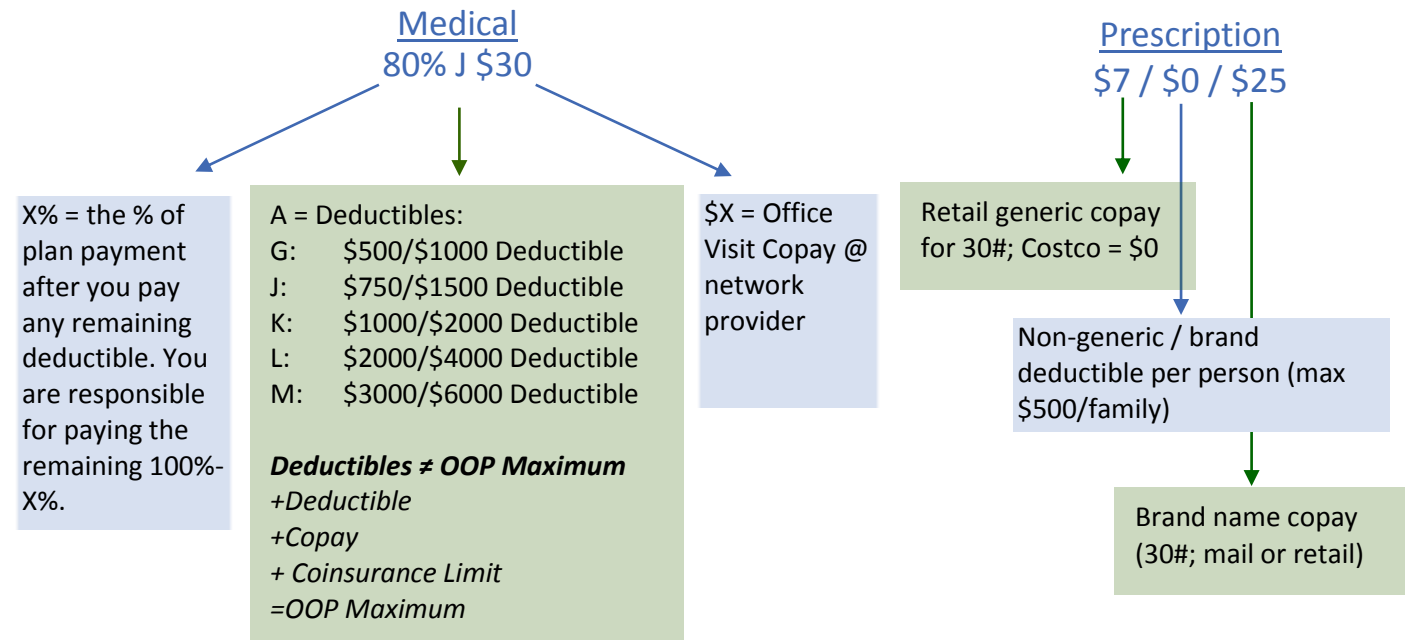 Medical
80% J $30
X% = the % of
plan payment
after you pay
any remaining
deductible. You
are responsible
for paying the
remaining 100%-
X%.
A = Deductibles:
G: $500/$1000 Deductible
J: $750/$1500 Deductible
K: $1000/$2000 Deductible
L: $2000/$4000 Deductible
M: $3000/$6000 Deductible
Deductibles ≠ OOP Maximum
+Deductible
+Copay
+ Coinsurance Limit
=OOP Maximum
$X = Office
Visit Copay @
network
provider
Prescription
$7 / $0 / $25
Retail generic copay
for 30#; Costco = $0
Non-generic / brand
deductible per person (max
$500/family)
Brand name copay
(30#; mail or retail)